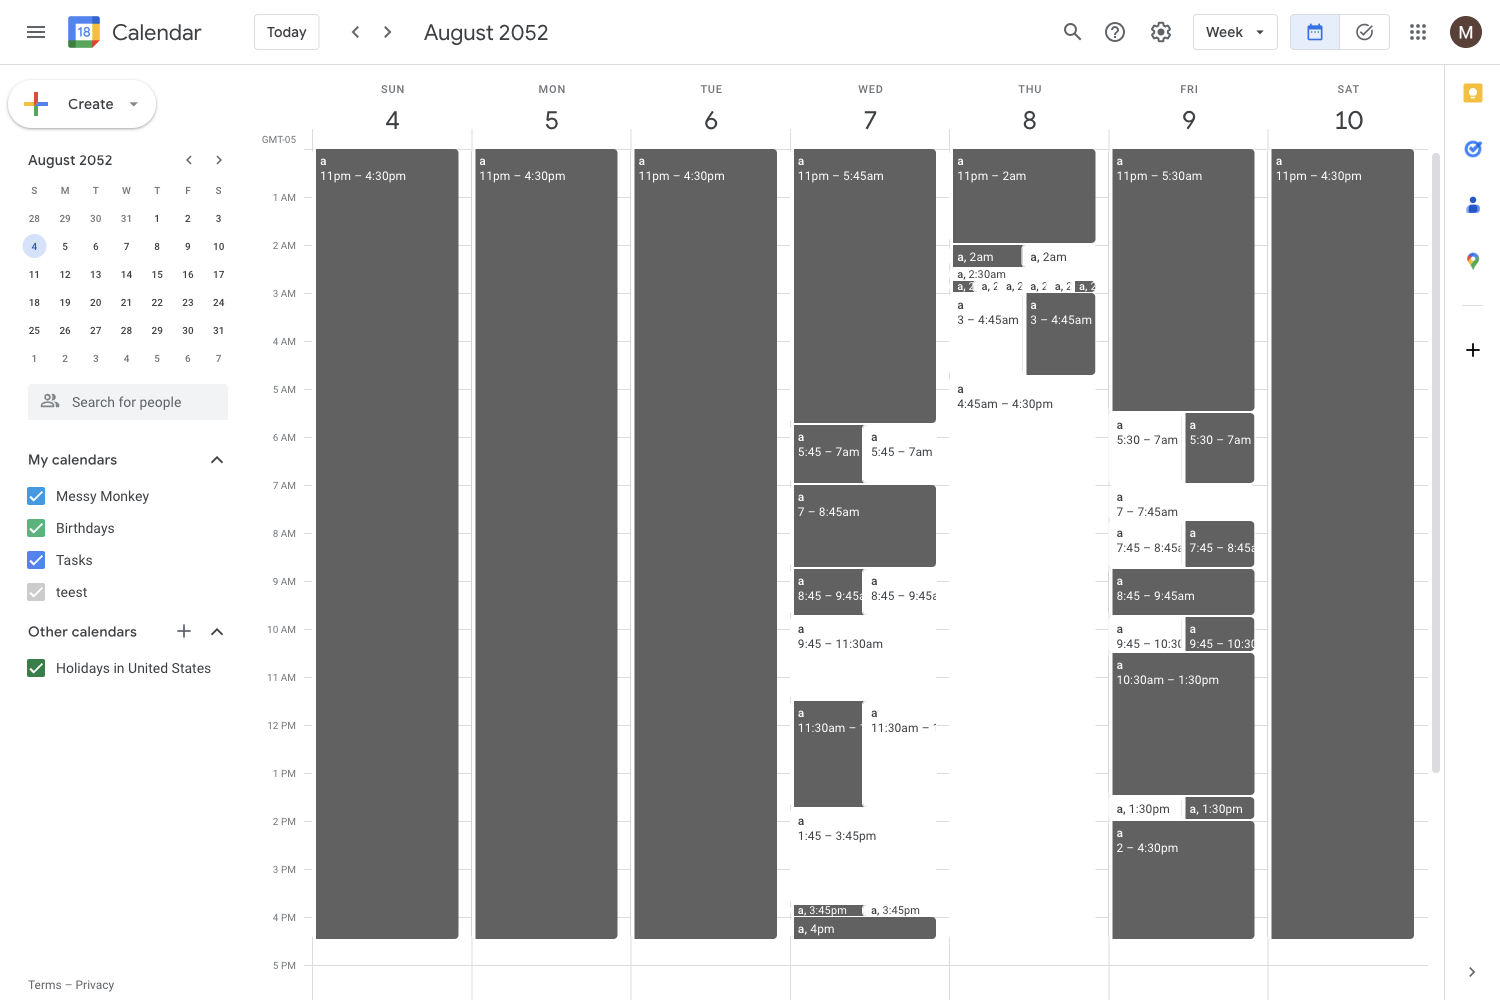 18 Calendar
Today
August 2052
Week
M
Create
August 2052
S M T W T F S
28 29 30 31 1 2 3
4 5 6 7 8 9 10
11 12 13 14 15 16 17
18 19 20 21 22 23 24
25 26 27 28 29 30 31
1 2 3 4 5 6 7
Search for people
My calendars
Messy Monkey
Birthdays
Tasks
teest
Other calendars
Holidays in United States
Terms – Privacy
GMT-05
1 AM
2 AM
3 AM
4 AM
5 AM
6 AM
7 AM
8 AM
9 AM
10 AM
11 AM
12 PM
1 PM
2 PM
3 PM
4 PM
5 PM
SUN
4
a
11pm – 4:30pm
MON
5
a
11pm – 4:30pm
TUE
6
a
11pm – 4:30pm
WED
7
a
11pm – 5:45am
a
5:45 – 7am
a
5:45 – 7am
a
7 – 8:45am
a
8:45 – 9:45a
a
8:45 – 9:45a
a
9:45 – 11:30am
a
11:30am –
a
11:30am –
a
1:45 – 3:45pm
a, 3:45pm
a, 3:45pm
a, 4pm
THU
8
a
11pm – 2am
a, 2am
a, 2am
a, 2:30am
a, 2
a, 2
a, 2
a, 2
a, 2
a, 2
a
3 – 4:45am
a
3 – 4:45am
a
4:45am – 4:30pm
FRI
9
a
11pm – 5:30am
a
5:30 – 7am
a
5:30 – 7am
a
7 – 7:45am
a
7:45 – 8:45a
a
7:45 – 8:45a
a
8:45 – 9:45am
a
9:45 – 10:30
a
9:45 – 10:30
a
10:30am – 1:30pm
a, 1:30pm
a, 1:30pm
a
2 – 4:30pm
SAT
10
a
11pm – 4:30pm